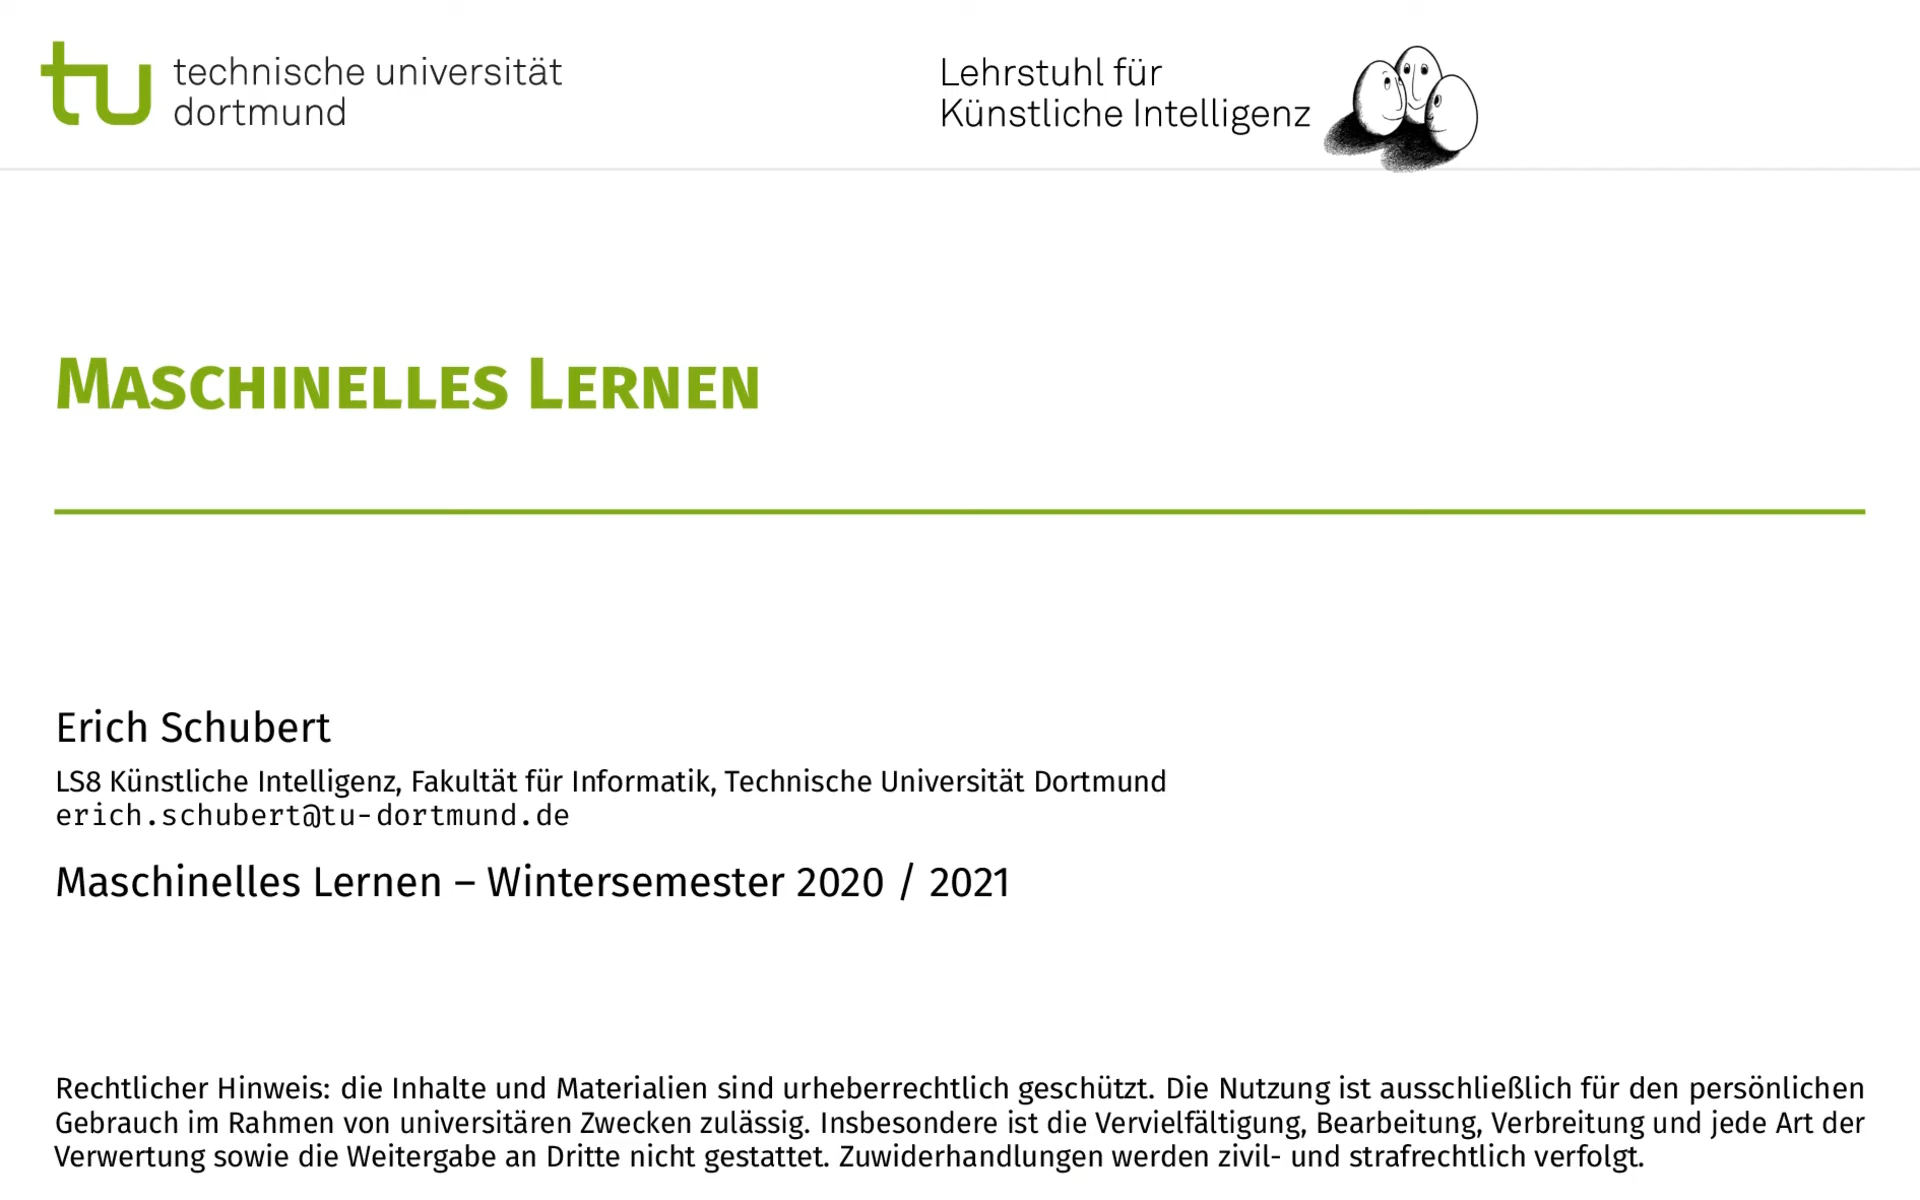 tu technische universität
dortmund
Lehrstuhl für
Künstliche Intelligenz
Maschinelles Lernen
Erich Schubert
LS8 Künstliche Intelligenz, Fakultät für Informatik, Technische Universität Dortmund
erich.schubert@tu-dortmund.de
Maschinelles Lernen – Wintersemester 2020 / 2021
Rechtlicher Hinweis: die Inhalte und Materialien sind urheberrechtlich geschützt. Die Nutzung ist ausschließlich für den persönlichen
Gebrauch im Rahmen von universitären Zwecken zulässig. Insbesondere ist die Vervielfältigung, Bearbeitung, Verbreitung und jede Art der
Verwertung sowie die Weitergabe an Dritte nicht gestattet. Zuwiderhandlungen werden zivil- und strafrechtlich verfolgt.